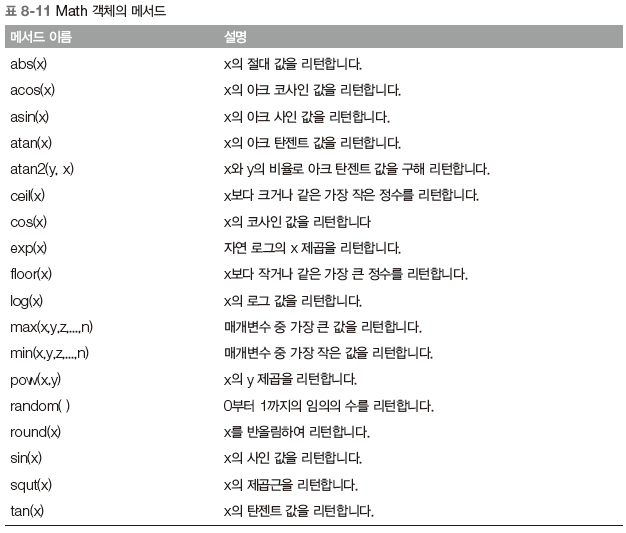 표 8-11 Math 객체의 메서드
메서드 이름 설명
abs(x) x의 절대 값을 리턴합니다.
acos(x) x의 아크 코사인 값을 리턴합니다.
asin(x) x의 아크 사인 값을 리턴합니다.
atan(x) x의 아크 탄젠트 값을 리턴합니다.
atan2(y, x) x와 y의 비율로 아크 탄젠트 값을 구해 리턴합니다.
ceil(x) x보다 크거나 같은 가장 작은 정수를 리턴합니다.
cos(x) x의 코사인 값을 리턴합니다
exp(x) 자연 로그의 x 제곱을 리턴합니다.
floor(x) x보다 작거나 같은 가장 큰 정수를 리턴합니다.
log(x) x의 로그 값을 리턴합니다.
max(x,y,z,...,n) 매개변수 중 가장 큰 값을 리턴합니다.
min(x,y,z,...,n) 매개변수 중 가장 작은 값을 리턴합니다.
pow(x.y) x의 y 제곱을 리턴합니다.
random( ) 0부터 1까지의 임의의 수를 리턴합니다.
round(x) x를 반올림하여 리턴합니다.
sin(x) x의 사인 값을 리턴합니다.
squt(x) x의 제곱근을 리턴합니다.
tan(x) x의 탄젠트 값을 리턴합니다.